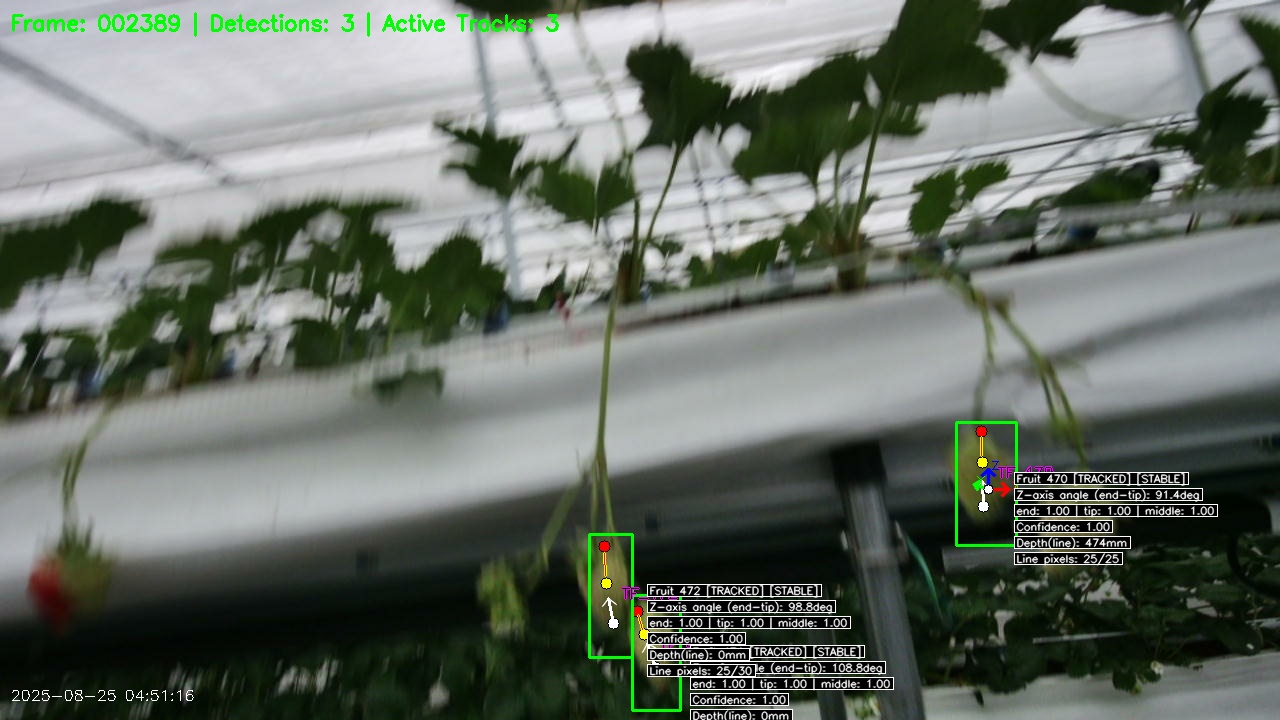 Frame: 002389 | Detections: 3 | Active Tracks: 3
Fruit 470 [TRACKED] [STABLE]
Z-axis angle (end-tip): 91.4deg
end: 1.00 | tip: 1.00 | middle: 1.00
Confidence: 1.00
Depth(line): 474mm
Line pixels: 25/25
Fruit 472 [TRACKED] [STABLE]
Z-axis angle (end-tip): 98.8deg
end: 1.00 | tip: 1.00 | middle: 1.00
Confidence: 1.00
Depth(line): 0mm
Line pixels: 25/30
[TRACKED] [STABLE]
(end-tip): 108.8deg
end: 1.00 | tip: 1.00 | middle: 1.00
Confidence: 1.00
Depth(line): 0mm
2025-08-25 04:51:16